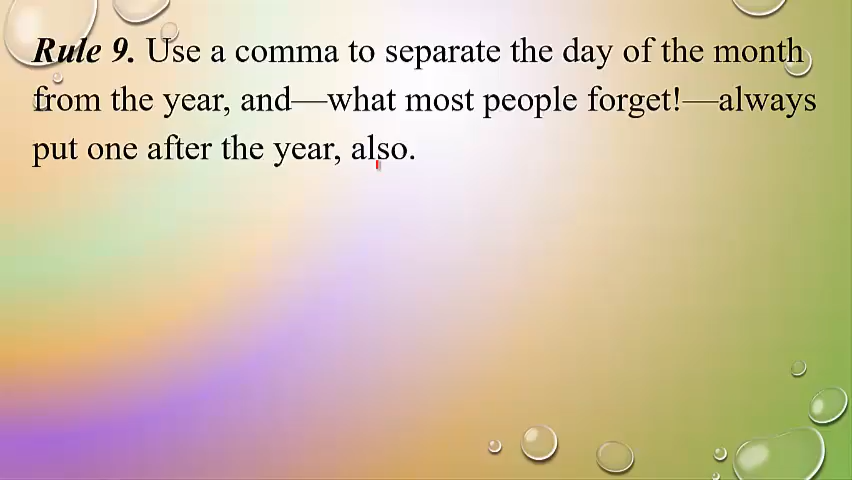 Rule 9. Use a comma to separate the day of the month
from the year, and—what most people forget!—always
put one after the year, also.